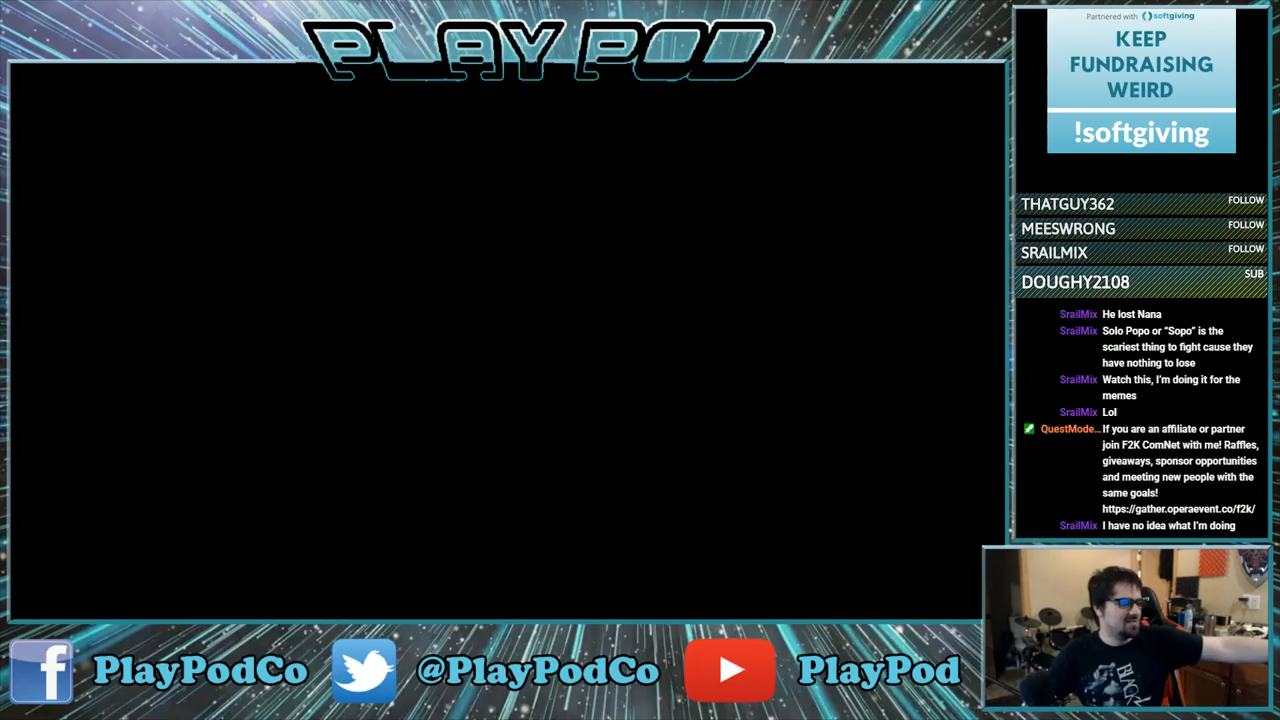 PLAY POD
Partnered with softgiving
KEEP
FUNDRAISING
WEIRD
!softgiving
THATGUY362 FOLLOW
MEESWRONG FOLLOW
SRAILMIX FOLLOW
DOUGHY2108 SUB
SrailMix He lost Nana
SrailMix Solo Popo or “Sopo” is the
scariest thing to fight cause they
have nothing to lose
SrailMix Watch this, I’m doing it for the
memes
SrailMix Lol
QuestMode... If you are an affiliate or partner
join F2K ComNet with me! Raffles,
giveaways, sponsor opportunities
and meeting new people with the
same goals!
https://gather.operaevent.co/f2k/
SrailMix I have no idea what I’m doing
f PlayPodCo @PlayPodCo PlayPod